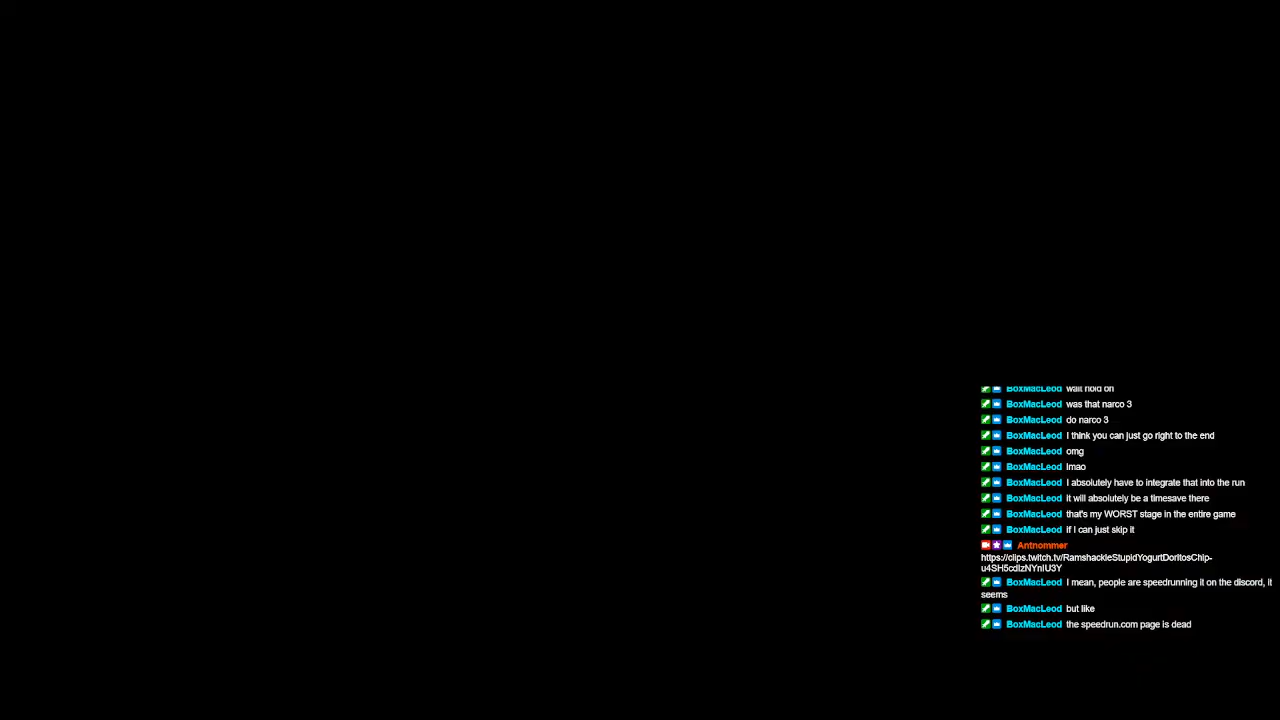 BoxMacLeod wait hold on
BoxMacLeod was that narco 3
BoxMacLeod do narco 3
BoxMacLeod I think you can just go right to the end
BoxMacLeod omg
BoxMacLeod lmao
BoxMacLeod I absolutely have to integrate that into the run
BoxMacLeod it will absolutely be a timesave there
BoxMacLeod that's my WORST stage in the entire game
BoxMacLeod if I can just skip it
Antnommer
https://clips.twitch.tv/RamshackleStupidYogurtDoritosChip-
u4SH5cdIzNYnIU3Y
BoxMacLeod I mean, people are speedrunning it on the discord, it
seems
BoxMacLeod but like
BoxMacLeod the speedrun.com page is dead